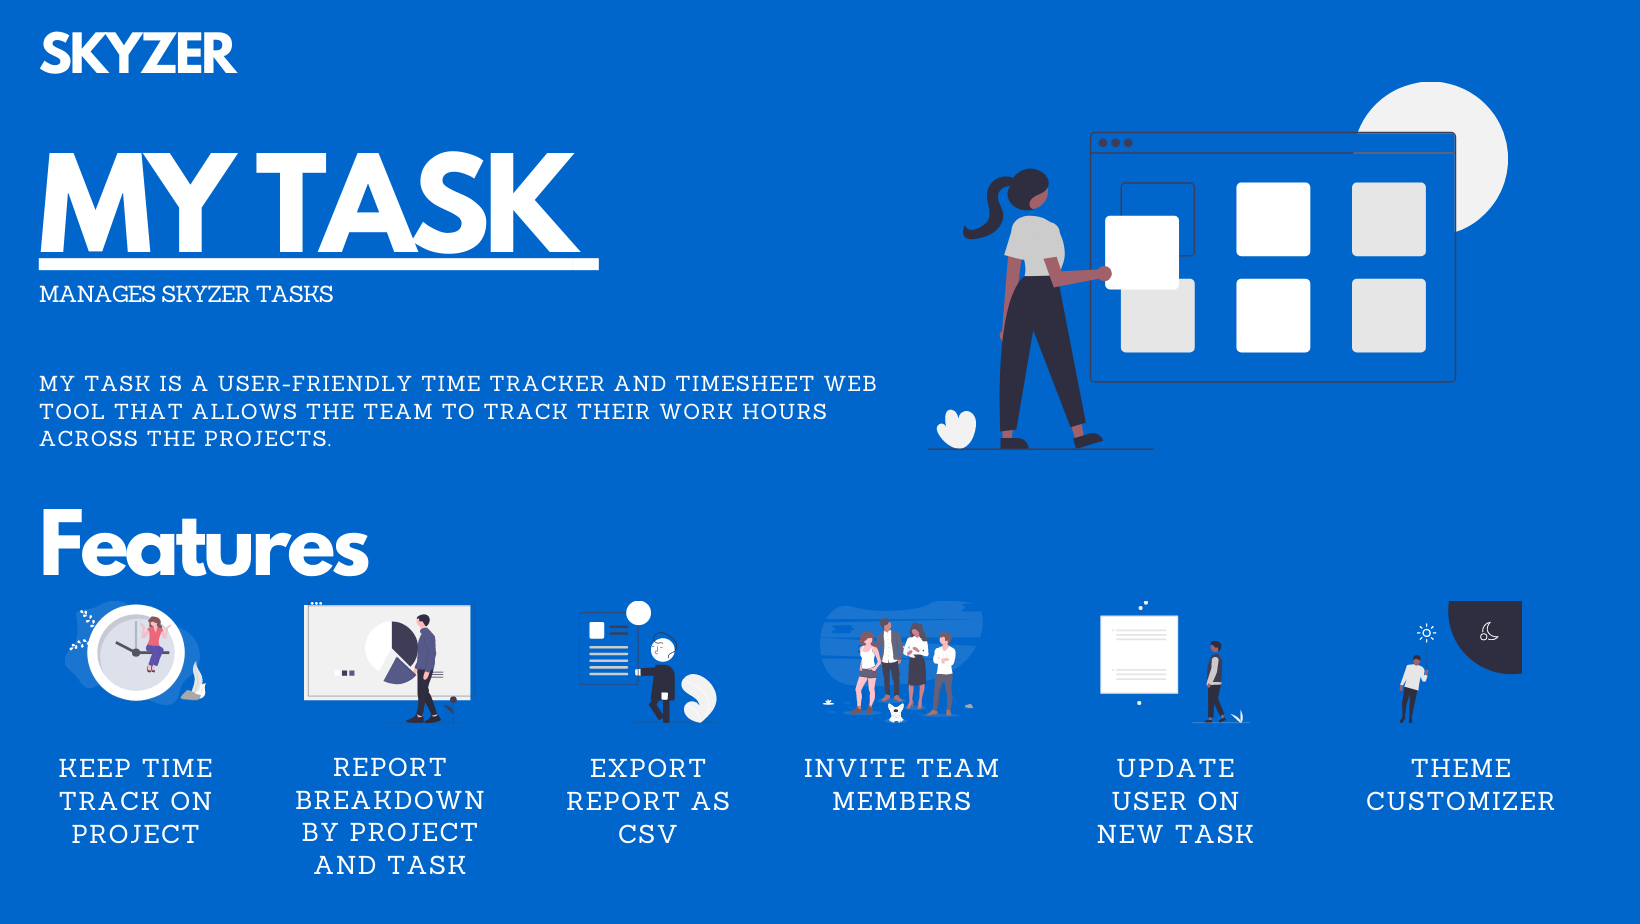 SKYZER
MY TASK
MANAGES SKYZER TASKS
MY TASK IS A USER-FRIENDLY TIME TRACKER AND TIMESHEET WEB
TOOL THAT ALLOWS THE TEAM TO TRACK THEIR WORK HOURS
ACROSS THE PROJECTS.
Features
KEEP TIME
TRACK ON
PROJECT
REPORT
BREAKDOWN
BY PROJECT
AND TASK
EXPORT
REPORT AS
CSV
INVITE TEAM
MEMBERS
UPDATE
USER ON
NEW TASK
THEME
CUSTOMIZER